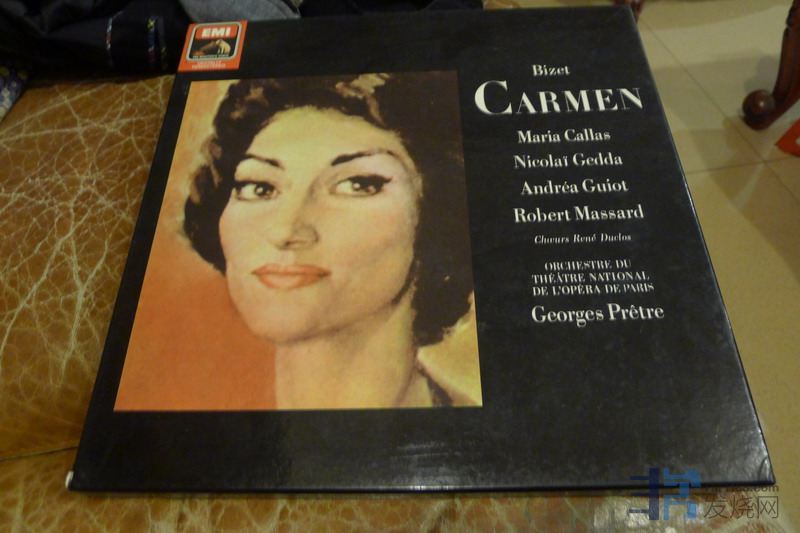 EMI
Bizet
CARMEN
Maria Callas
Nicolaï Gedda
Andréa Guiot
Robert Massard
Chœurs René Duclos
ORCHESTRE DU
THÉÂTRE NATIONAL
DE L'OPÉRA DE PARIS
Georges Prêtre
发烧网